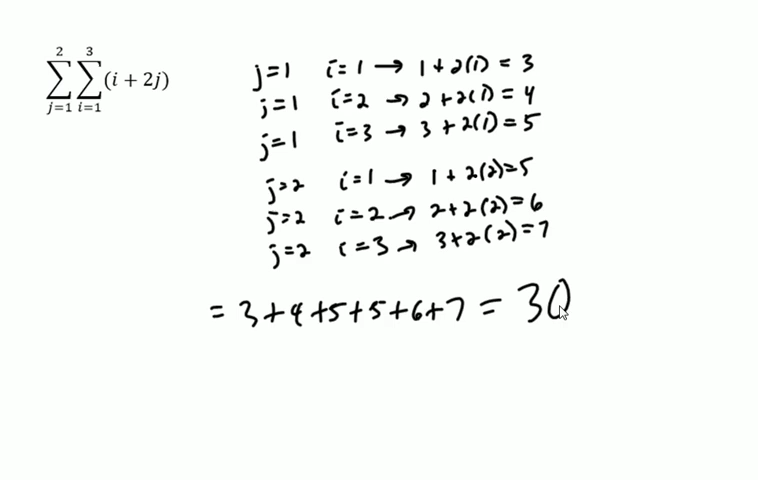 \sum_{j=1}^{2} \sum_{i=1}^{3} (i + 2j)
j=1 i=1 → 1+2(1) = 3
j=1 i=2 → 2+2(1) = 4
j=1 i=3 → 3+2(1) = 5
j=2 i=1 → 1+2(2)=5
j=2 i=2 → 2+2(2)=6
j=2 i=3 → 3+2(2)=7
= 3+4+5+5+6+7 = 30